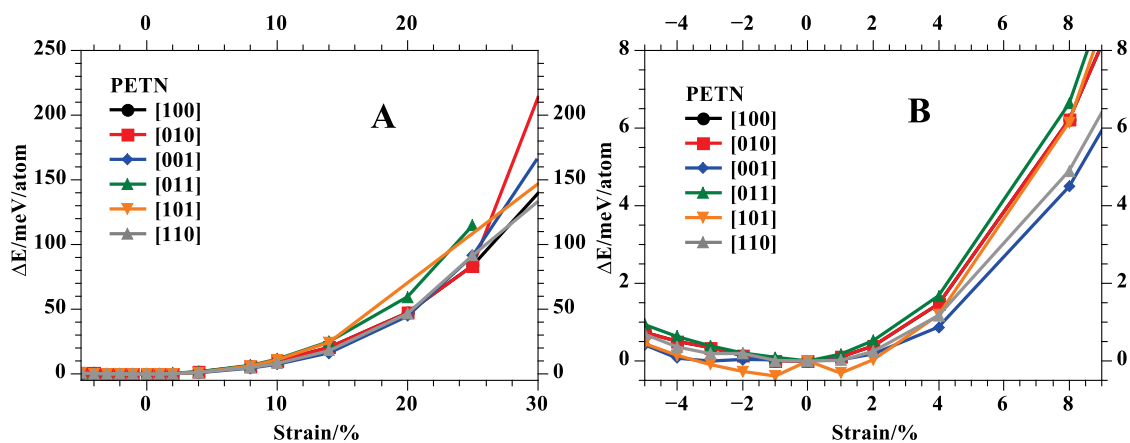 0 10 20
250
200
150
100
50
0
ΔE/meV/atom
PETN
[100]
[010]
[001]
[011]
[101]
[110]
A
200
150
100
50
0
0 10 20 30
Strain/%
−4 −2 0 2 4 6 8
8
6
4
2
0
ΔE/meV/atom
PETN
[100]
[010]
[001]
[011]
[101]
[110]
B
8
6
4
2
0
−4 −2 0 2 4 6 8
Strain/%